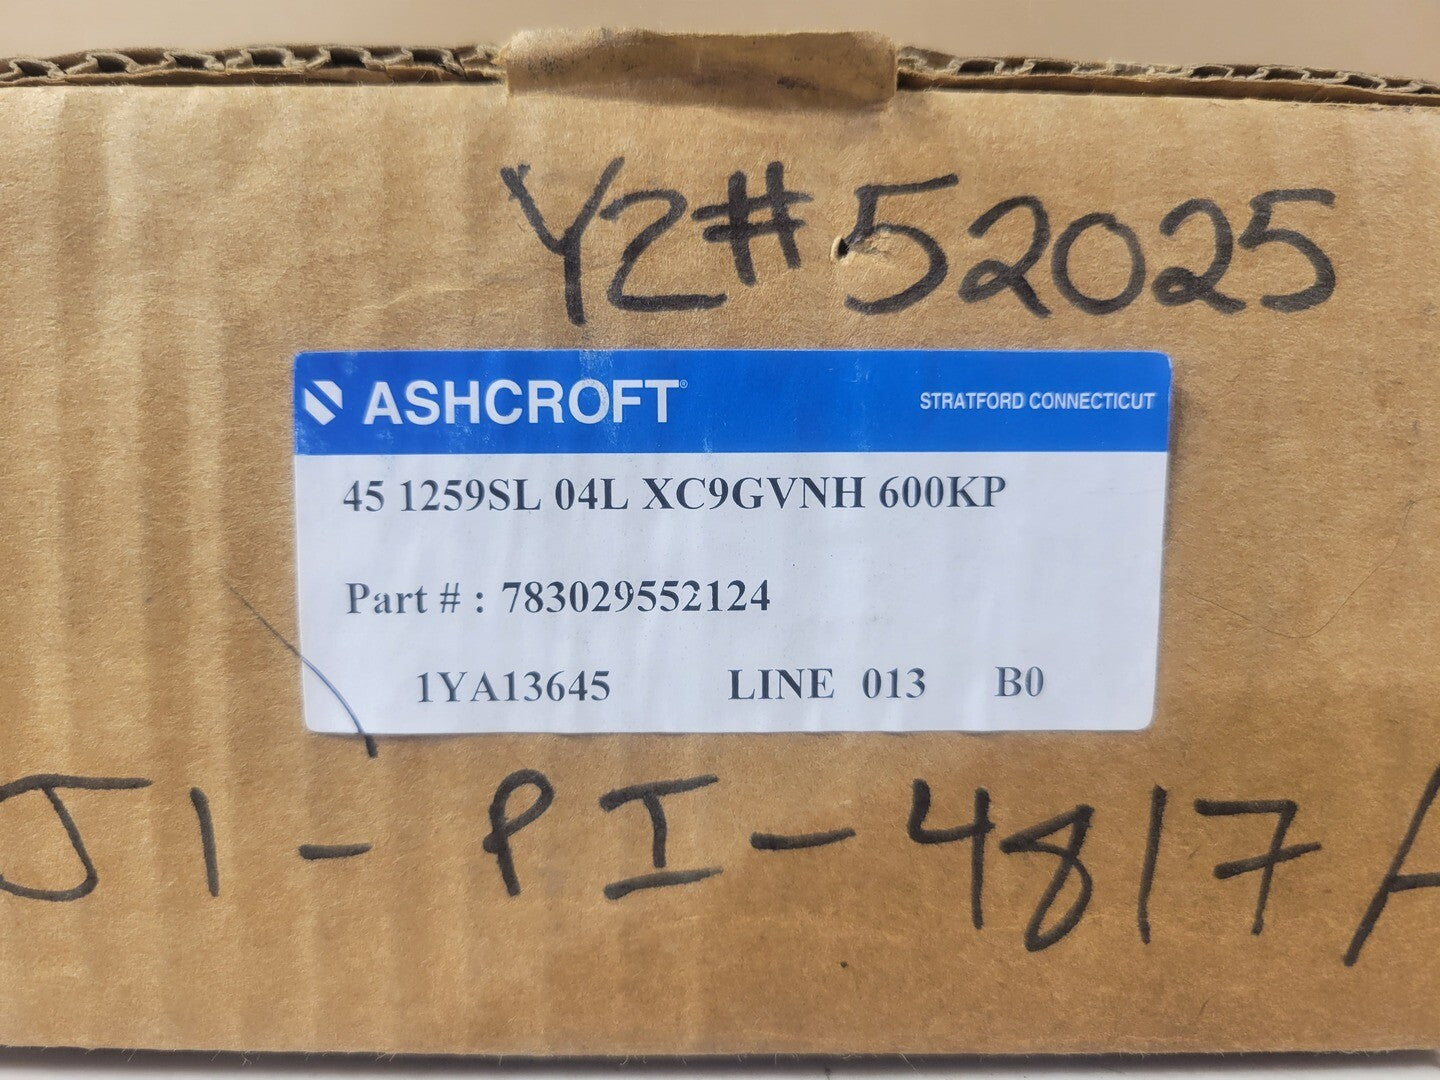 YZ#52025
ASHCROFT®
STRATFORD CONNECTICUT
45 1259SL 04L XC9GVNH 600KP
Part # : 783029552124
1YA13645 LINE 013 B0
J1-PI-4817A